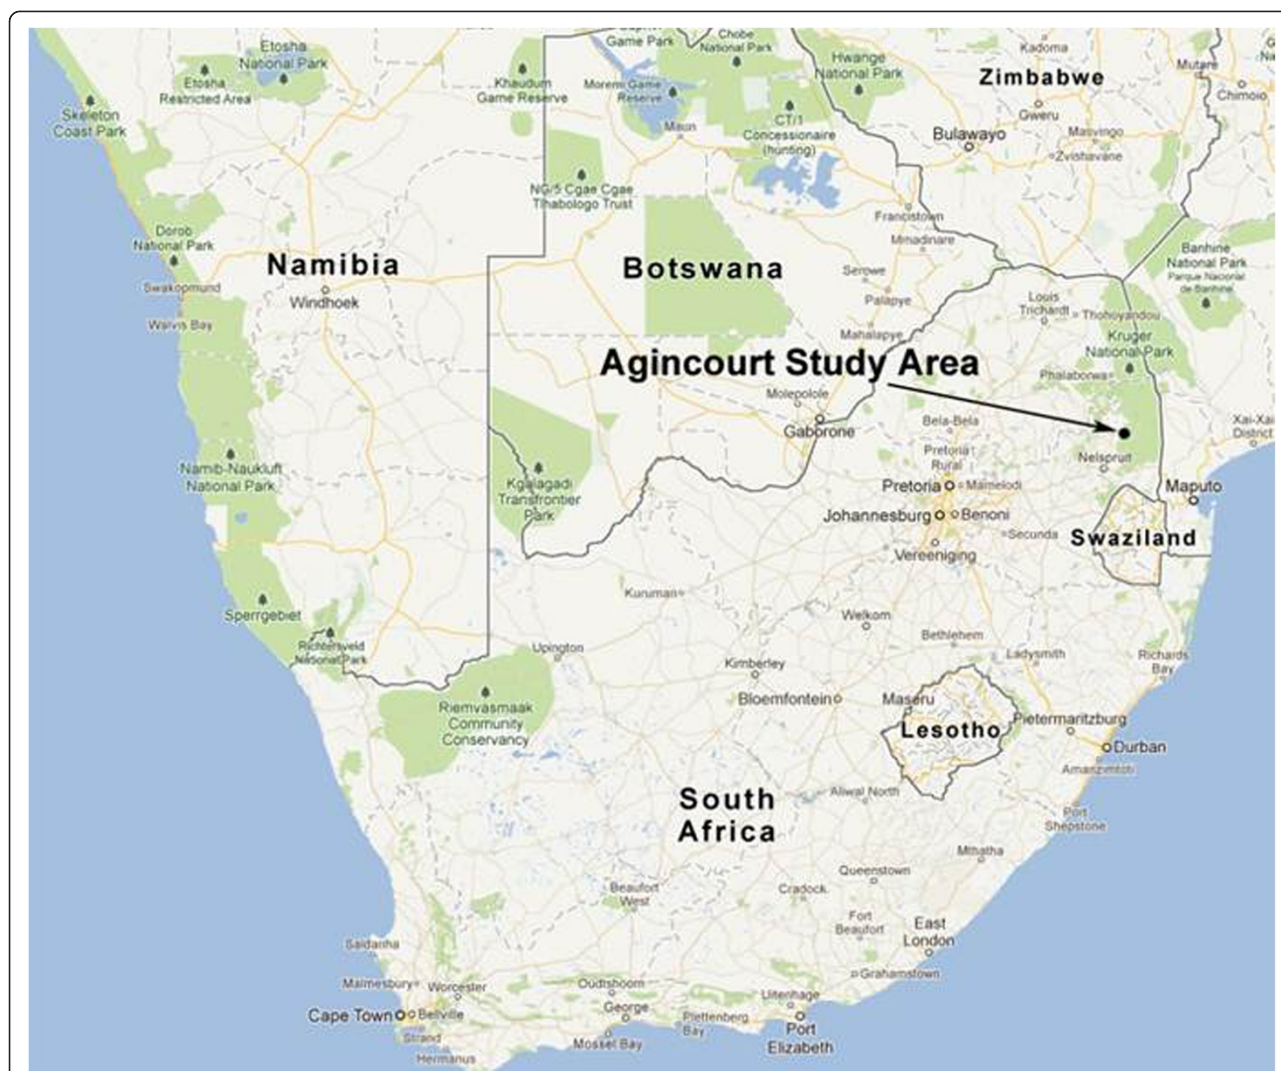 Game Park
Chobe
National Park
Etosha
National Park
Hwange
National Park
Kadoma
Zimbabwe
Mutare
Etosha
Restricted Area
Khaudum
Game Reserve
Moremi Game
Reserve
Chimoio
Skeleton
Coast Park
Gweru
CT/1
Concessionaire
(hunting)
Maun
Bulawayo
Masvingo
Zvishavane
NG/5 Cgae Cgae
Tlhabologo Trust
Francistown
Dorob
National Park
Mmadinare
Banhine
National Park
Parque Nacional
de Banhine
Namibia
Botswana
Serowe
Swakopmund
Windhoek
Palapye
Louis
Trichardt
Thohoyandou
Walvis Bay
Mahalapye
Kruger
National Park
Agincourt Study Area
Phalaborwa
Molepolole
Gaborone
Bela-Bela
Xai-Xai
District
Pretoria
Rural
Nelspruit
Namib-Naukluft
National Park
Kgalagadi
Transfrontier
Park
Pretoria
Mamelodi
Maputo
Johannesburg
Benoni
Secunda
Swaziland
Vereeniging
Kuruman
Sperrgebiet
Welkom
Bethlehem
Richtersveld
National Park
Upington
Ladysmith
Richards
Bay
Kimberley
Bloemfontein
Maseru
Riemvasmaak
Community
Conservancy
Lesotho
Pietermaritzburg
Durban
Amanzimtoti
Aliwal North
South
Africa
Port
Shepstone
Mthatha
Queenstown
Beaufort
West
Cradock
Fort
Beaufort
East
London
Saldanha
Grahamstown
Malmesbury
Worcester
Oudtshoorn
Uitenhage
Cape Town
Bellville
George
Plettenberg
Bay
Port
Elizabeth
Strand
Mossel Bay
Hermanus